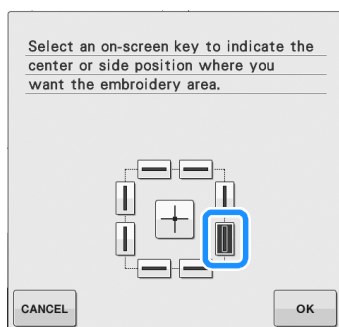 Select an on-screen key to indicate the
center or side position where you
want the embroidery area.
CANCEL
OK